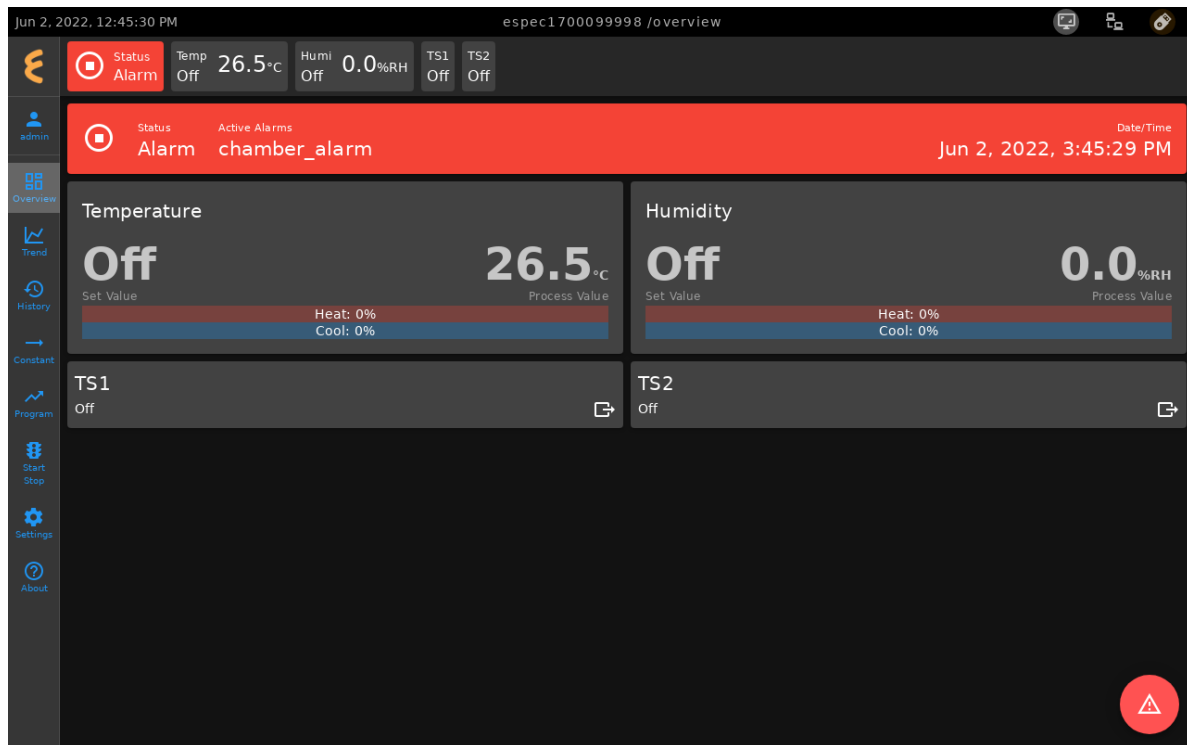 Jun 2, 2022, 12:45:30 PM espec1700099998 /overview
Status
Alarm
Temp
Off
26.5°C
Humi
Off
0.0%RH
TS1
Off
TS2
Off
admin
Overview
Trend
History
Constant
Program
Start
Stop
Settings
About
Status
Alarm
Active Alarms
chamber_alarm
Date/Time
Jun 2, 2022, 3:45:29 PM
Temperature
Off
Set Value
26.5°C
Process Value
Heat: 0%
Cool: 0%
Humidity
Off
Set Value
0.0%RH
Process Value
Heat: 0%
Cool: 0%
TS1
Off
TS2
Off